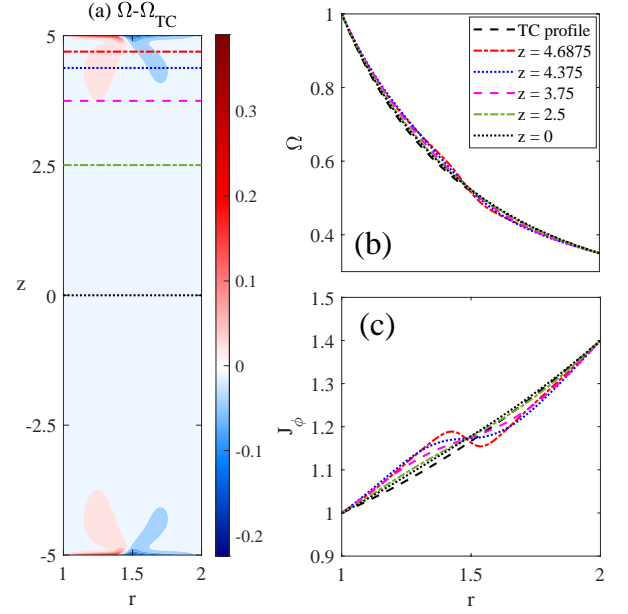 (a) Ω-Ω_TC
5
2.5
0
-2.5
-5
z
1
1.5
2
r
0.3
0.2
0.1
0
-0.1
-0.2
1
0.8
0.6
0.4
Ω
(b)
TC profile
z = 4.6875
z = 4.375
z = 3.75
z = 2.5
z = 0
1.5
1.4
1.3
1.2
1.1
1
0.9
J_ϕ
(c)
1
1.5
2
r